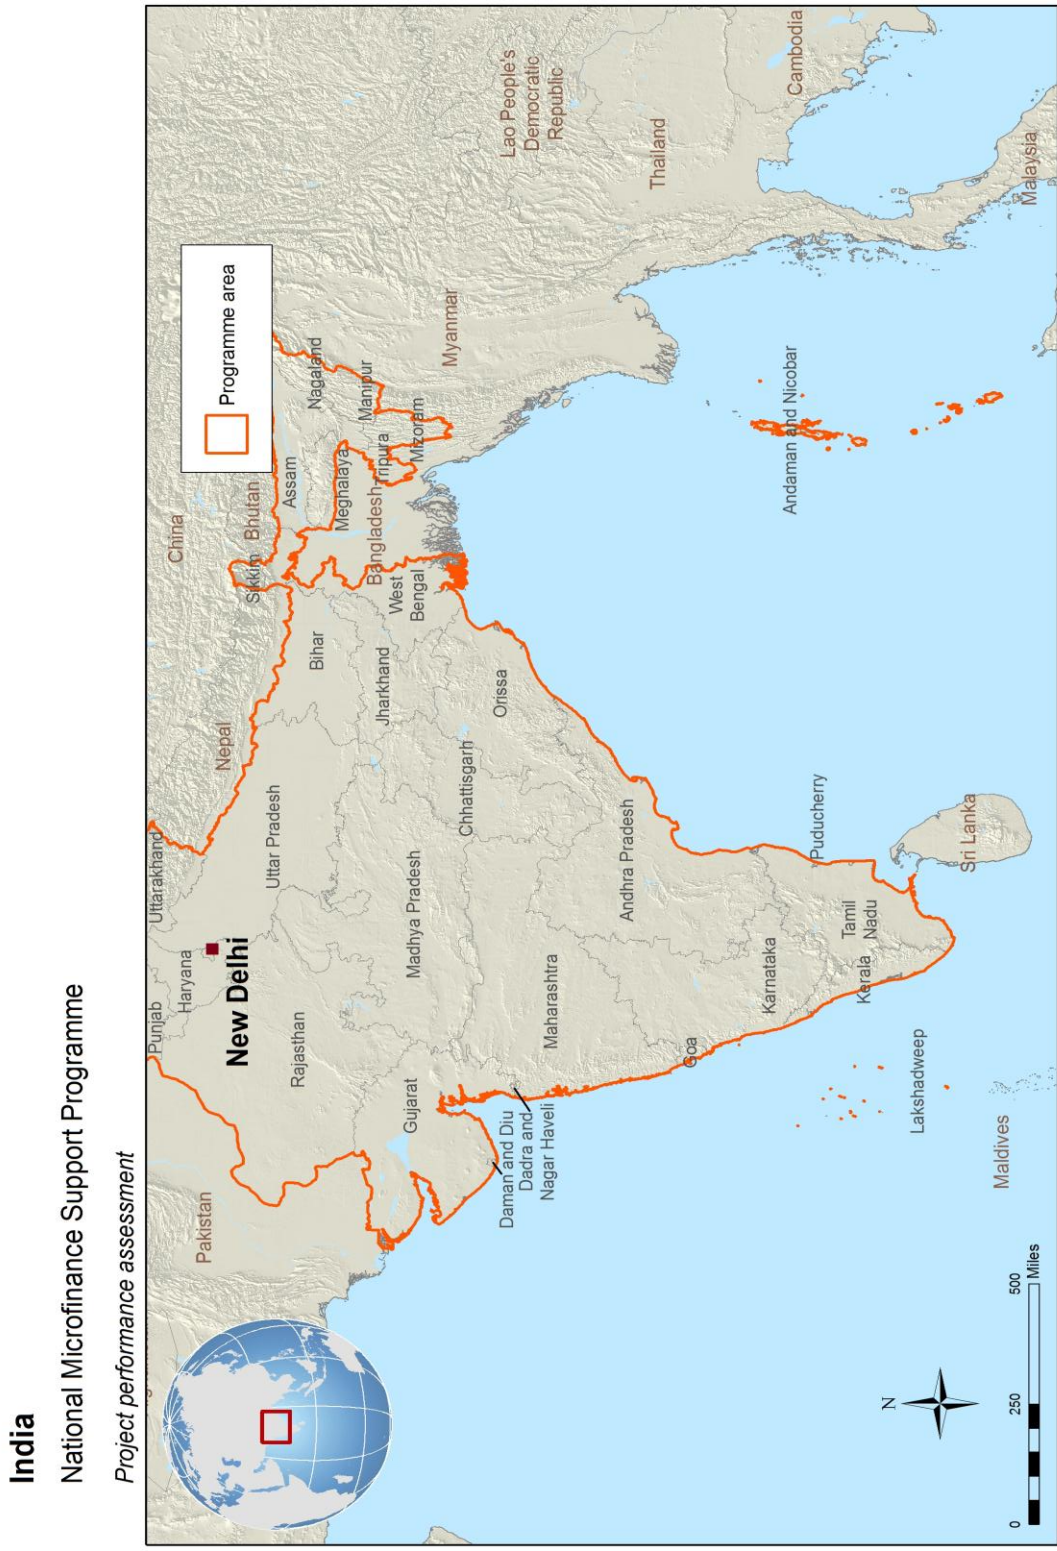 India
National Microfinance Support Programme
Project performance assessment
Programme area
China
Pakistan
Nepal
Bhutan
Bangladesh
Myanmar
Lao People's
Democratic
Republic
Thailand
Cambodia
Malaysia
Sri Lanka
Maldives
Punjab
Haryana
Uttarakhand
New Delhi
Rajasthan
Uttar Pradesh
Bihar
Sikkim
Assam
Nagaland
Meghalaya
Manipur
Tripura
Mizoram
Gujarat
Madhya Pradesh
Jharkhand
West
Bengal
Chhattisgarh
Orissa
Daman and Diu
Dadra and
Nagar Haveli
Maharashtra
Andhra Pradesh
Goa
Karnataka
Puducherry
Tamil
Nadu
Kerala
Lakshadweep
Andaman and Nicobar
N
0 250 500
Miles